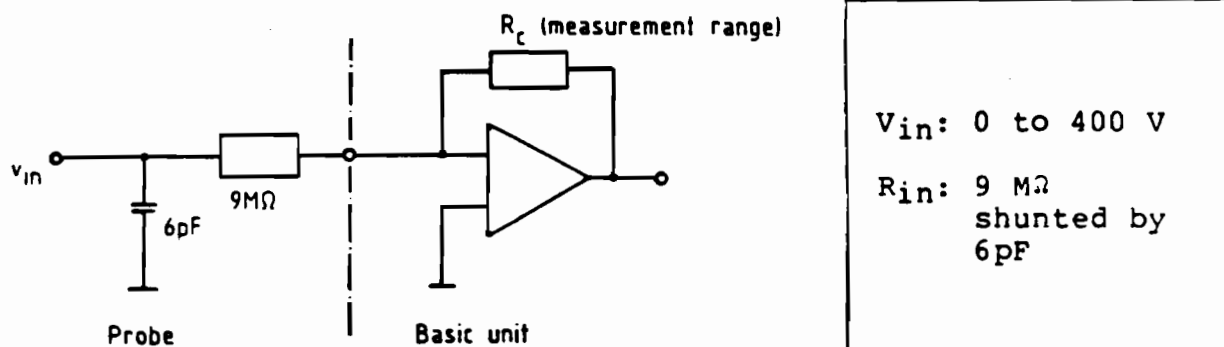 R_c (measurement range)
v_in
9MΩ
6pF
Probe
Basic unit
V_in: 0 to 400 V
R_in: 9 MΩ
shunted by
6pF